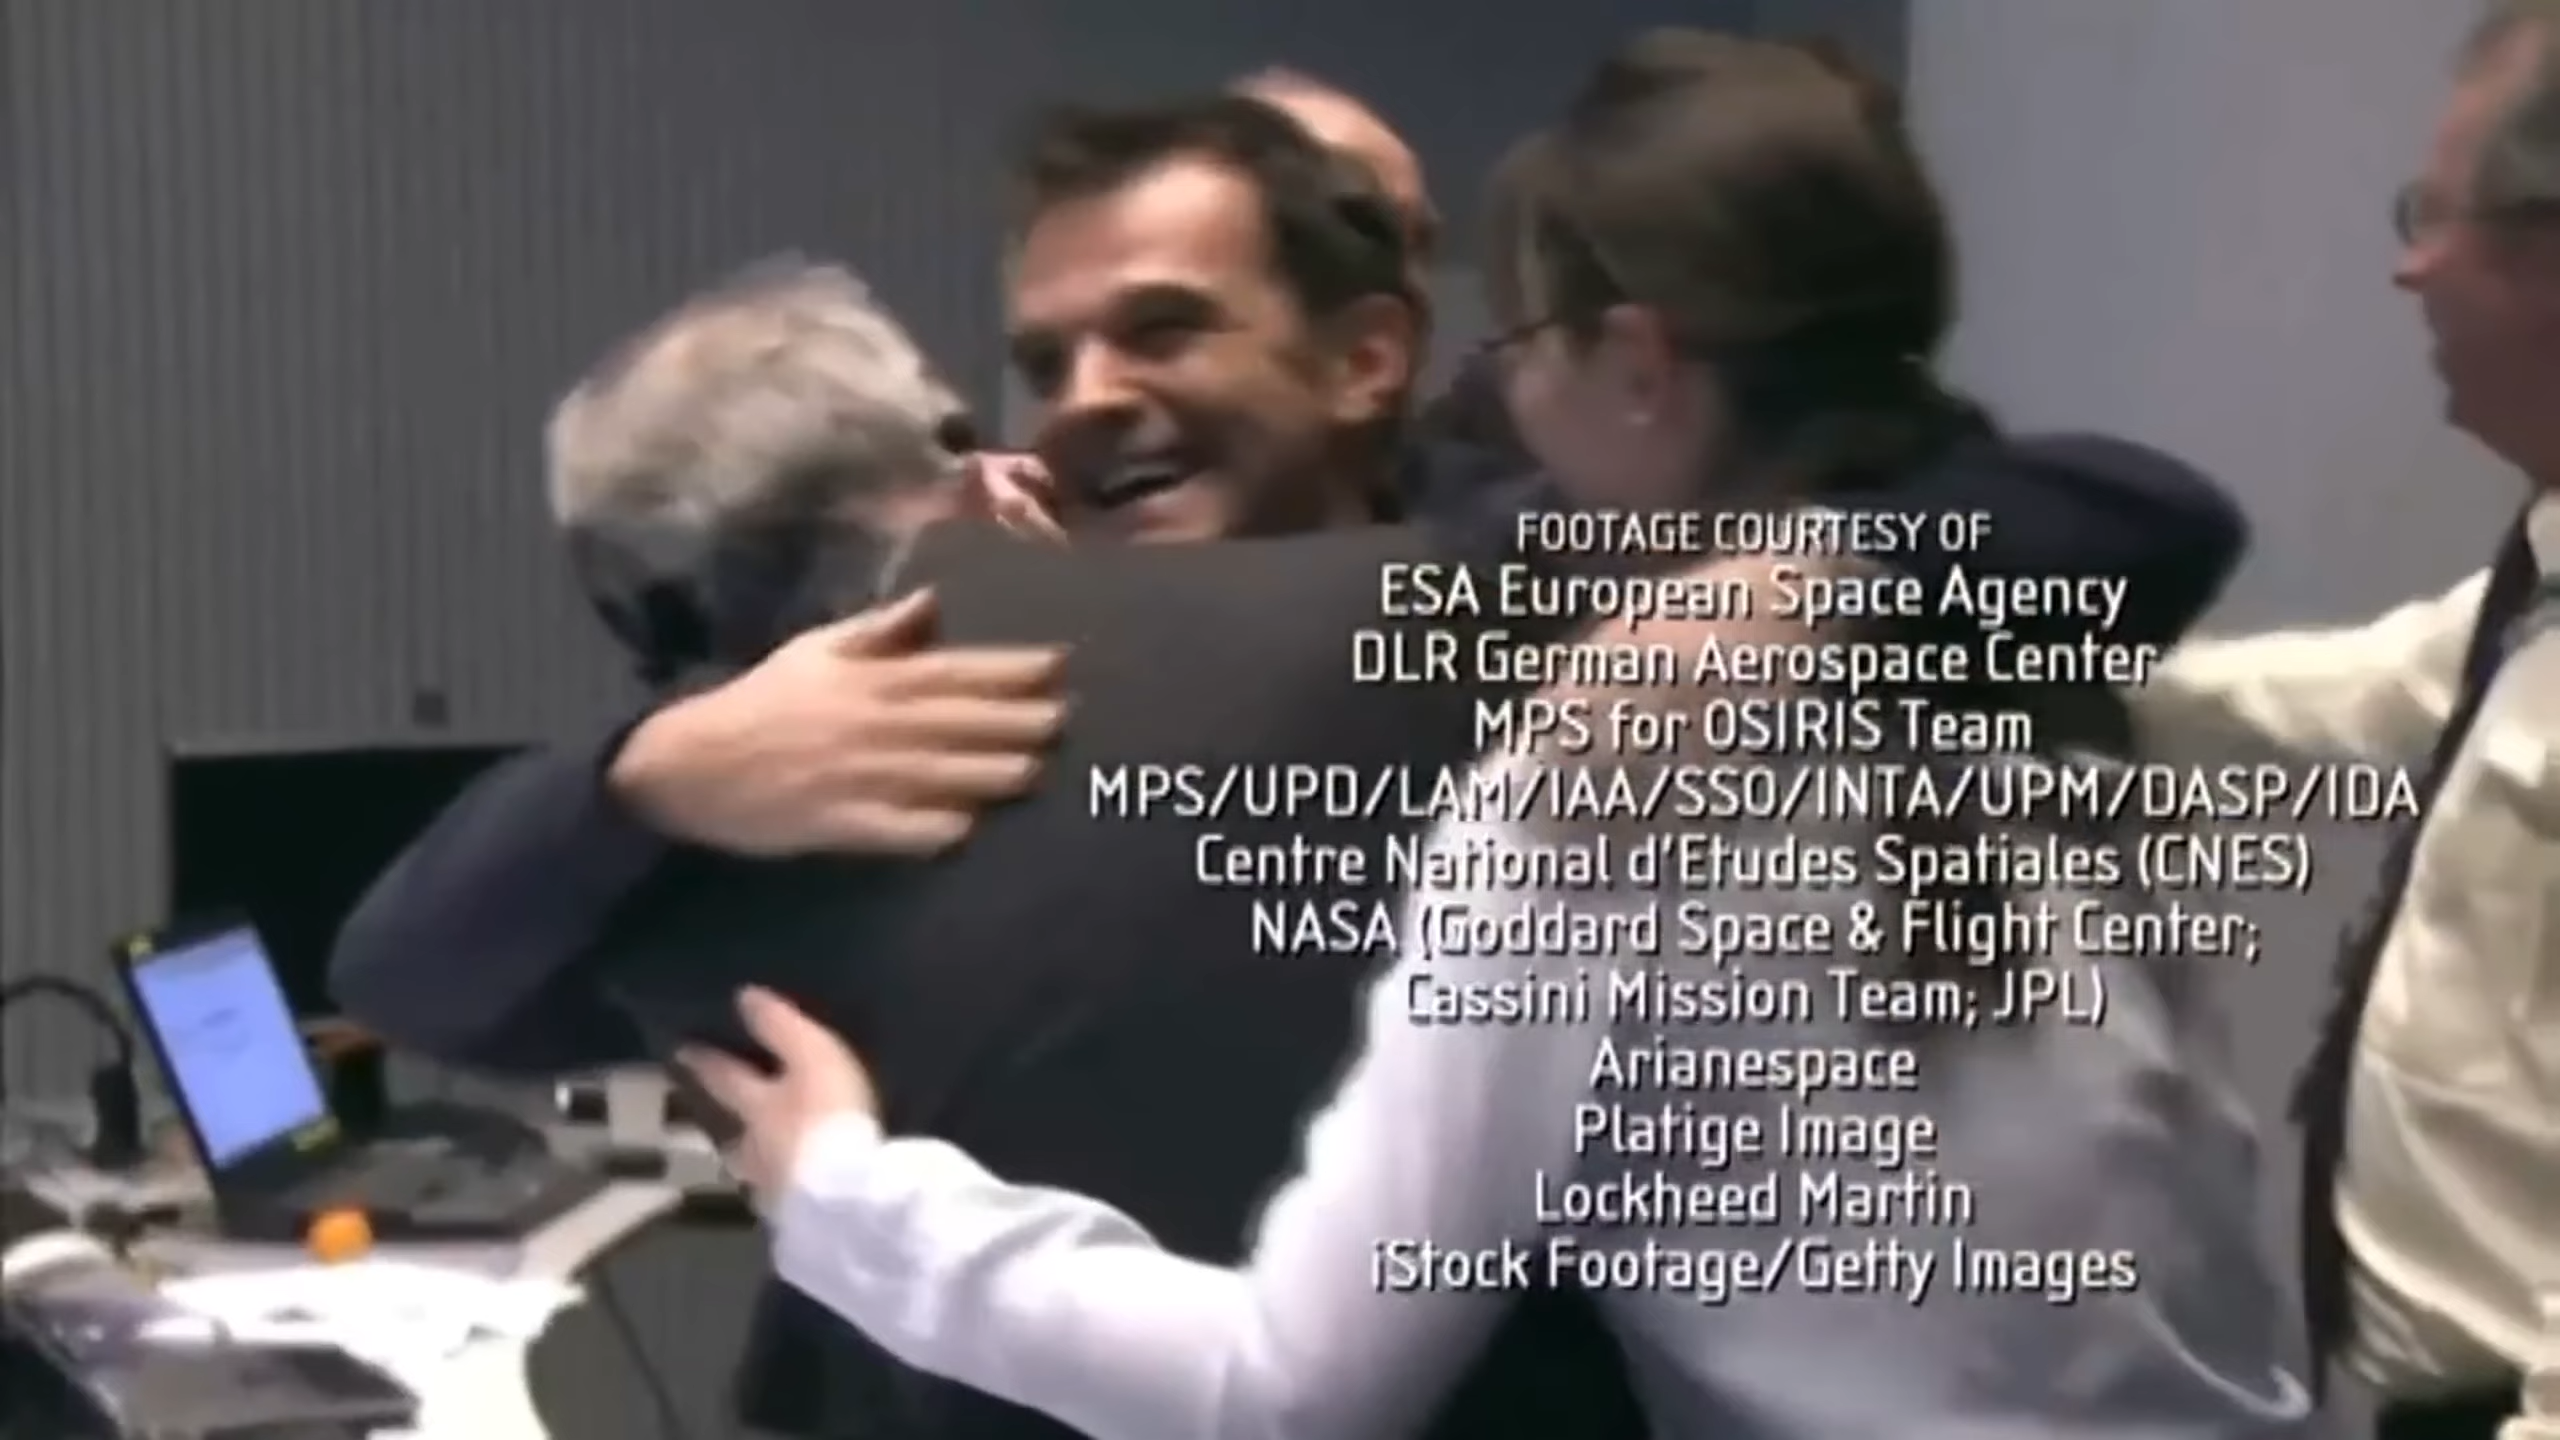 FOOTAGE COURTESY OF
ESA European Space Agency
DLR German Aerospace Center
MPS for OSIRIS Team
MPS/UPD/LAM/IAA/SSO/INTA/UPM/DASP/IDA
Centre National d'Etudes Spatiales (CNES)
NASA (Goddard Space & Flight Center;
Cassini Mission Team; JPL)
Arianespace
Platige Image
Lockheed Martin
iStock Footage/Getty Images